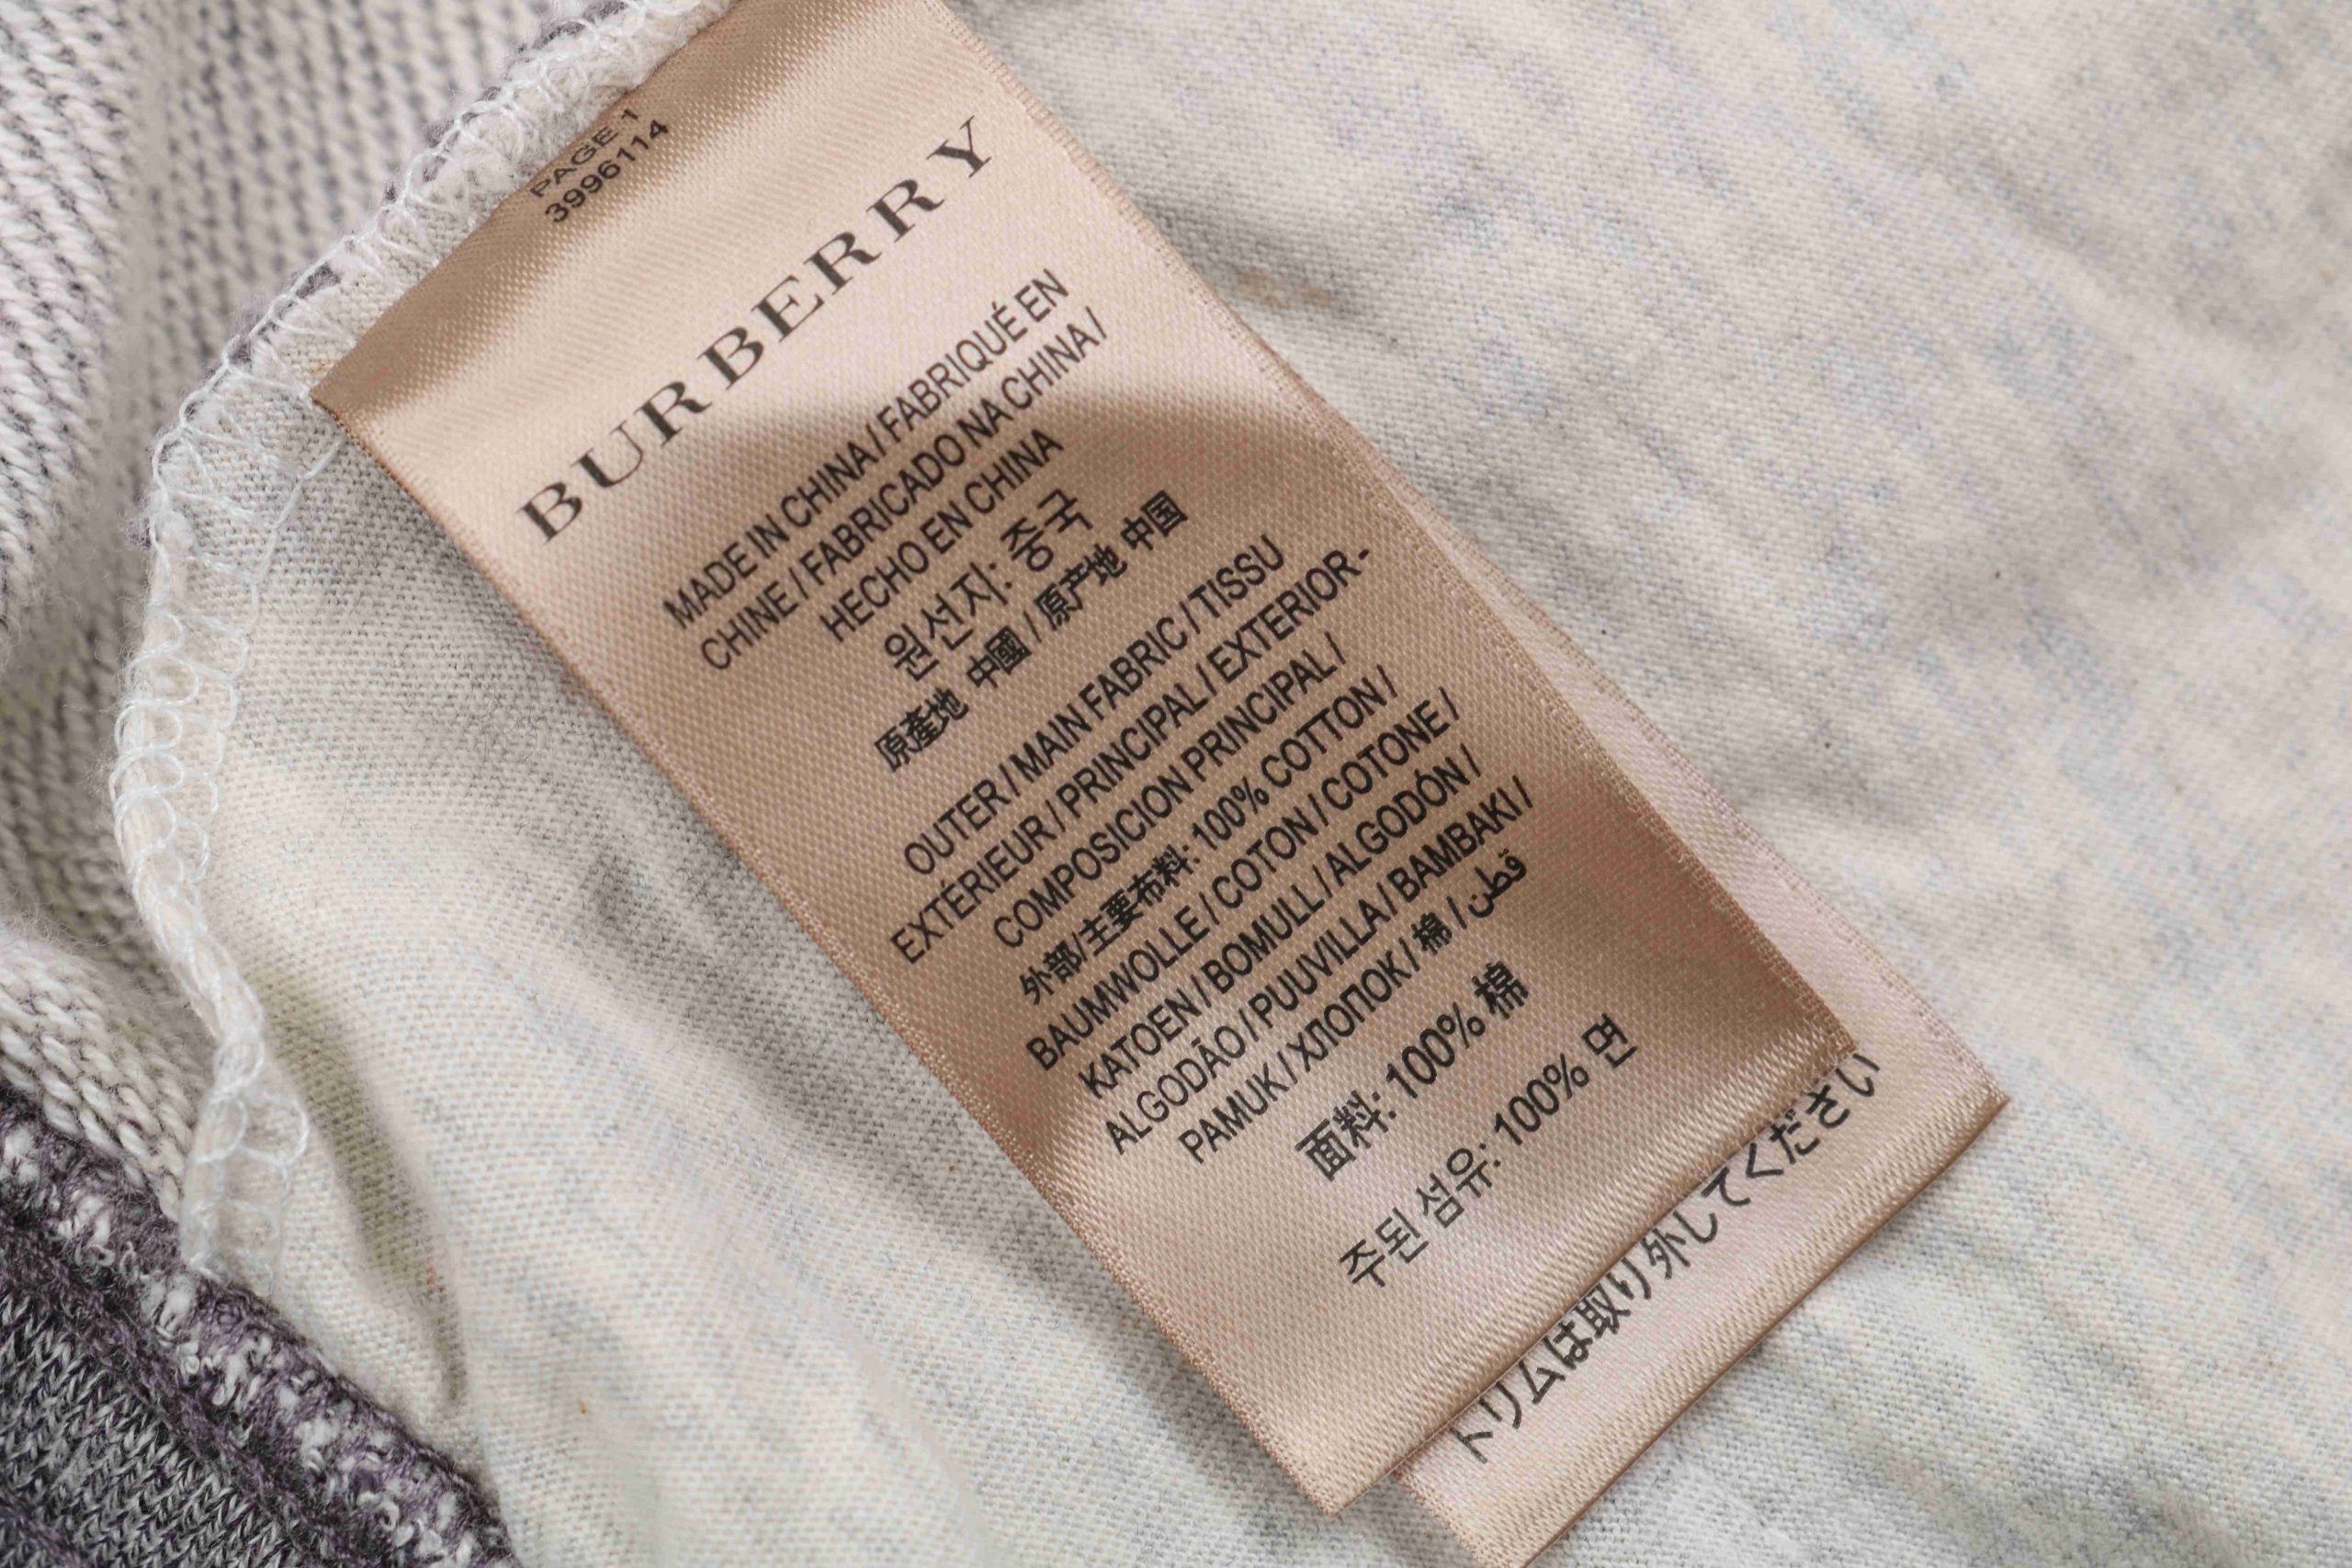 PAGE 1
3996114
BURBERRY
MADE IN CHINA / FABRIQUÉ EN
CHINE / FABRICADO NA CHINA /
HECHO EN CHINA
원선지: 중국
原產地 中國 / 原产地 中国
OUTER / MAIN FABRIC / TISSU
EXTÉRIEUR / PRINCIPAL / EXTERIOR-
COMPOSICION PRINCIPAL /
外部/主要布料: 100% COTTON /
BAUMWOLLE / COTON / COTONE /
KATOEN / BOMULL / ALGODÓN /
ALGODÃO / PUUVILLA / BAMBAKI /
PAMUK / ХЛОПОК / 棉 / قطن
面料: 100% 棉
주된 섬유: 100% 면
トリムは取り外してください